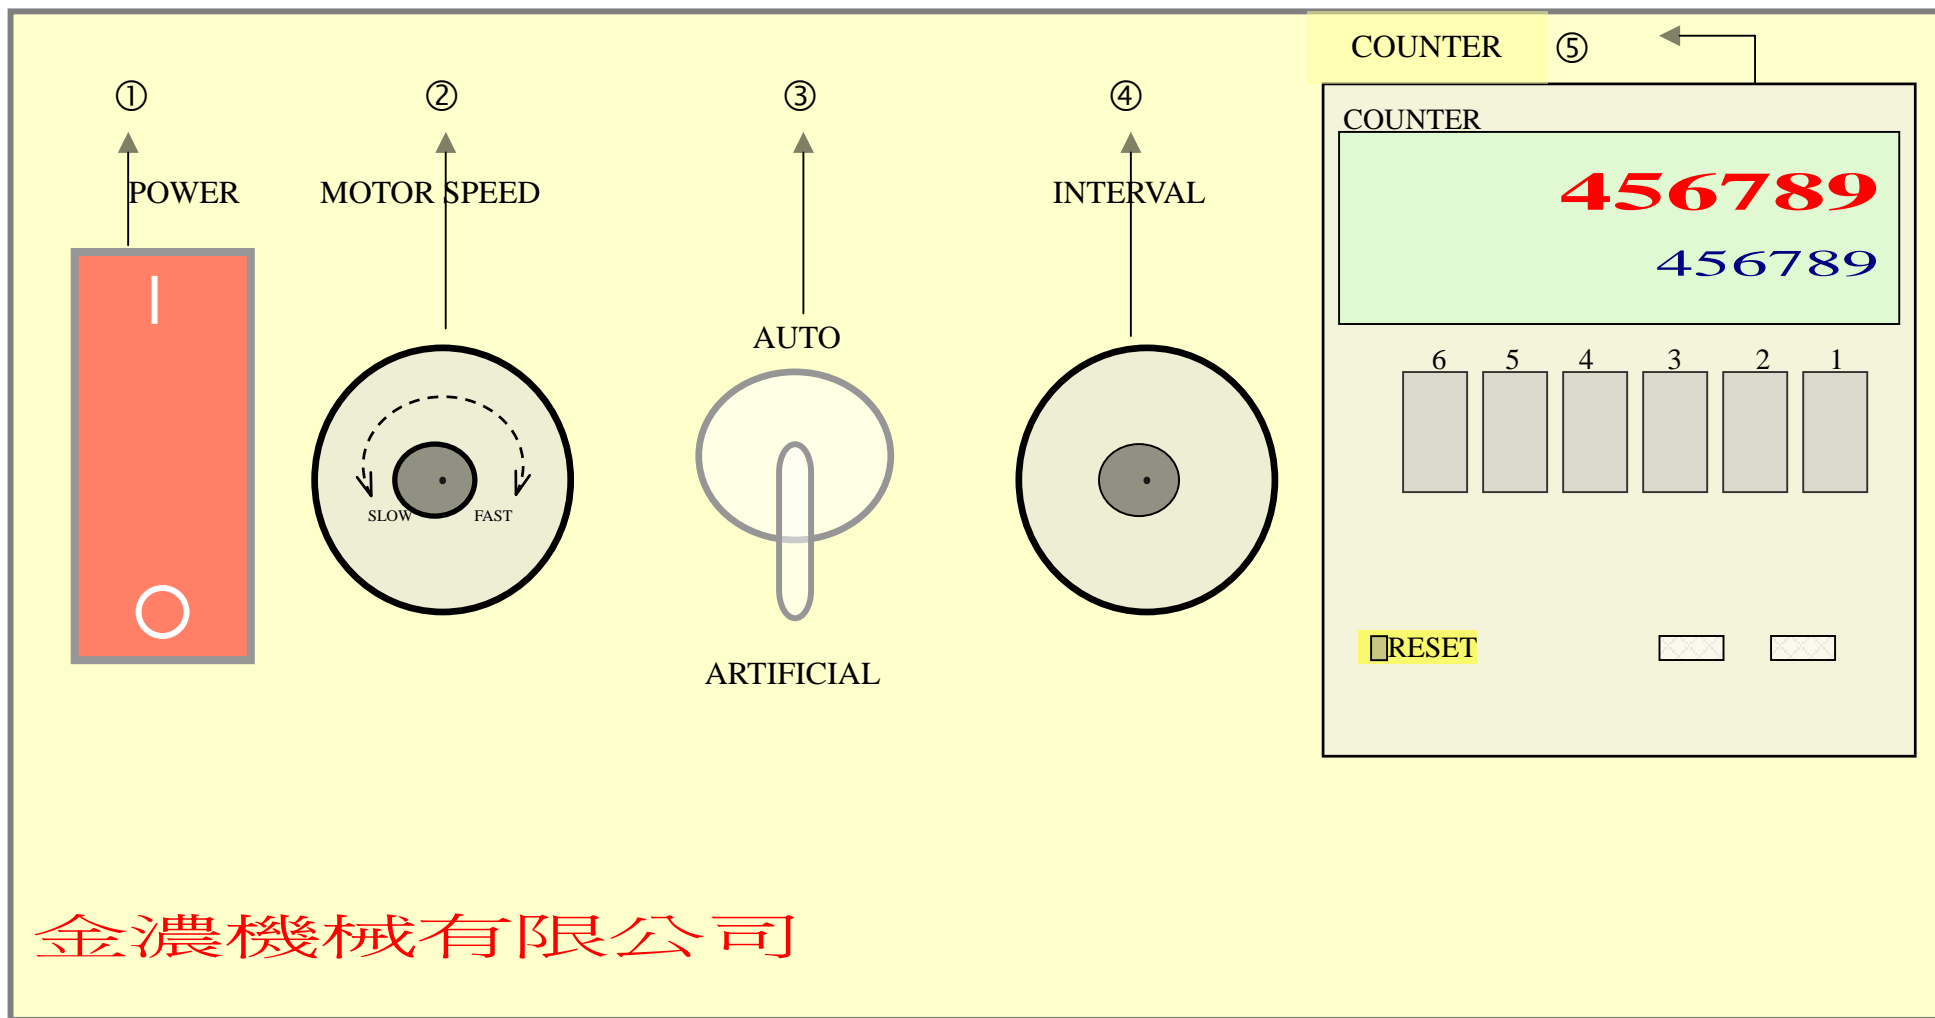 COUNTER ⑤
① ② ③ ④
COUNTER
POWER MOTOR SPEED INTERVAL
456789
456789
AUTO
6 5 4 3 2 1
SLOW FAST
RESET
ARTIFICIAL
金濃機械有限公司